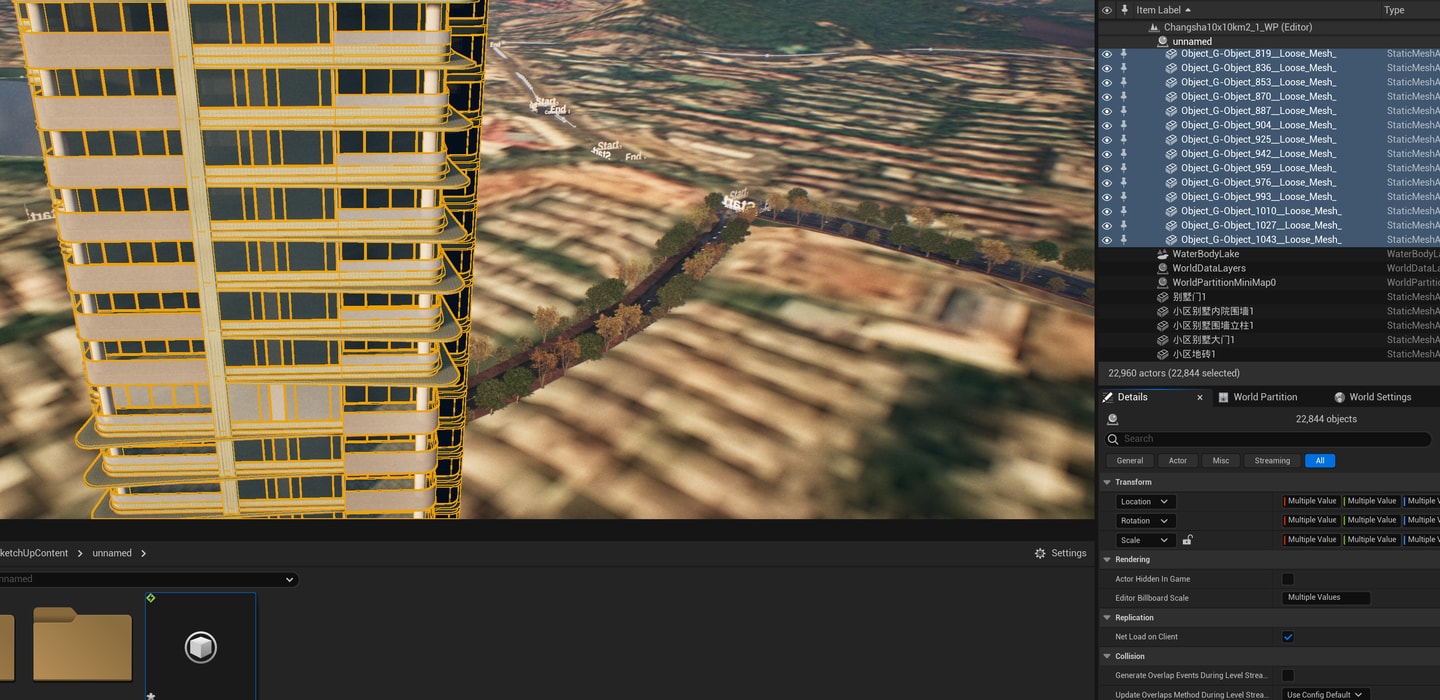 Item Label
Type
Changsha10x10km2_1_WP (Editor)
unnamed
Object_G-Object_819__Loose_Mesh_ StaticMeshA
Object_G-Object_836__Loose_Mesh_ StaticMeshA
Object_G-Object_853__Loose_Mesh_ StaticMeshA
Object_G-Object_870__Loose_Mesh_ StaticMeshA
Object_G-Object_887__Loose_Mesh_ StaticMeshA
Object_G-Object_904__Loose_Mesh_ StaticMeshA
Object_G-Object_925__Loose_Mesh_ StaticMeshA
Object_G-Object_942__Loose_Mesh_ StaticMeshA
Object_G-Object_959__Loose_Mesh_ StaticMeshA
Object_G-Object_976__Loose_Mesh_ StaticMeshA
Object_G-Object_993__Loose_Mesh_ StaticMeshA
Object_G-Object_1010__Loose_Mesh_ StaticMeshA
Object_G-Object_1027__Loose_Mesh_ StaticMeshA
Object_G-Object_1043__Loose_Mesh_ StaticMeshA
WaterBodyLake WaterBodyL
WorldDataLayers WorldDataLa
WorldPartitionMiniMap0 WorldPartitio
别墅门1 StaticMeshA
小区别墅内院围墙1 StaticMeshA
小区别墅围墙立柱1 StaticMeshA
小区别墅大门1 StaticMeshA
小区地砖1 StaticMeshA
22,960 actors (22,844 selected)
Details
World Partition
World Settings
22,844 objects
Search
General Actor Misc Streaming All
Transform
Location Multiple Value Multiple Value Multiple V
Rotation Multiple Value Multiple Value Multiple V
Scale Multiple Value Multiple Value Multiple V
Rendering
Actor Hidden In Game
Editor Billboard Scale Multiple Values
Replication
Net Load on Client
Collision
Generate Overlap Events During Level Strea...
Update Overlaps Method During Level Strea... Use Config Default
Start
End
Start
End
Start
ketchUpContent
unnamed
Settings
nnamed